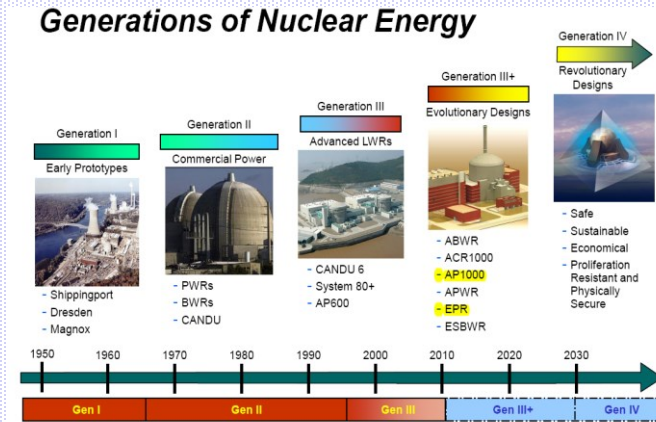 Generations of Nuclear Energy
Generation I
Early Prototypes
- Shippingport
- Dresden
- Magnox
Generation II
Commercial Power
- PWRs
- BWRs
- CANDU
Generation III
Advanced LWRs
- CANDU 6
- System 80+
- AP600
Generation III+
Evolutionary Designs
- ABWR
- ACR1000
- AP1000
- APWR
- EPR
- ESBWR
Generation IV
Revolutionary
Designs
- Safe
- Sustainable
- Economical
- Proliferation
Resistant and
Physically
Secure
1950 1960 1970 1980 1990 2000 2010 2020 2030
Gen I Gen II Gen III Gen III+ Gen IV